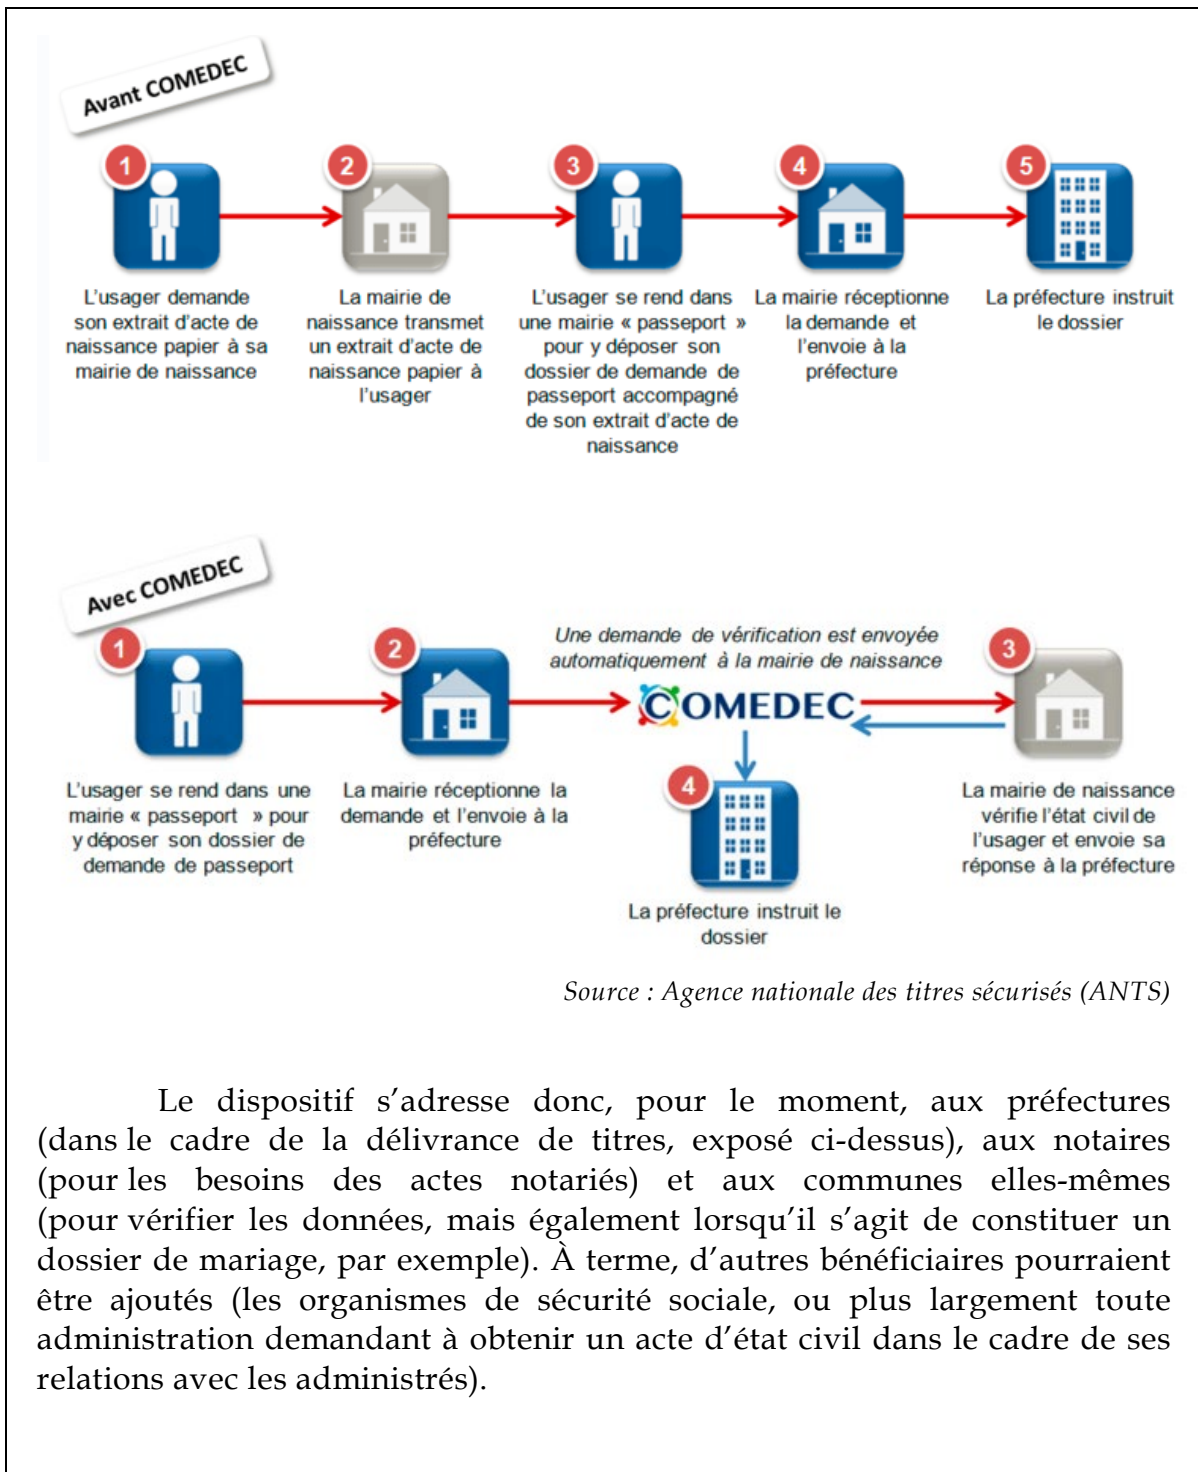 Avant COMEDEC
1
2
3
4
5
L'usager demande
son extrait d'acte de
naissance papier à sa
mairie de naissance
La mairie de
naissance transmet
un extrait d'acte de
naissance papier à
l'usager
L'usager se rend dans
une mairie « passeport »
pour y déposer son
dossier de demande de
passeport accompagné
de son extrait d'acte de
naissance
La mairie réceptionne
la demande et
l'envoie à la
préfecture
La préfecture instruit
le dossier
Avec COMEDEC
1
2
Une demande de vérification est envoyée
automatiquement à la mairie de naissance
COMEDEC
3
L'usager se rend dans une
mairie « passeport » pour
y déposer son dossier de
demande de passeport
La mairie réceptionne la
demande et l'envoie à la
préfecture
4
La préfecture instruit le
dossier
La mairie de naissance
vérifie l'état civil de
l'usager et envoie sa
réponse à la préfecture
Source : Agence nationale des titres sécurisés (ANTS)
Le dispositif s'adresse donc, pour le moment, aux préfectures
(dans le cadre de la délivrance de titres, exposé ci-dessus), aux notaires
(pour les besoins des actes notariés) et aux communes elles-mêmes
(pour vérifier les données, mais également lorsqu'il s'agit de constituer un
dossier de mariage, par exemple). À terme, d'autres bénéficiaires pourraient
être ajoutés (les organismes de sécurité sociale, ou plus largement toute
administration demandant à obtenir un acte d'état civil dans le cadre de ses
relations avec les administrés).